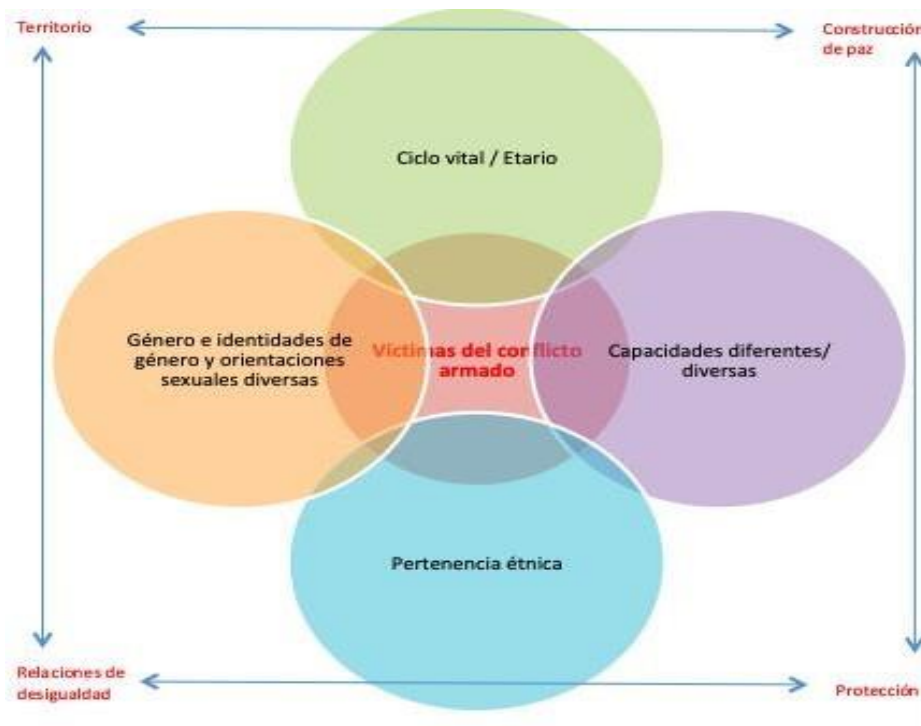 Territorio
Construcción
de paz
Ciclo vital / Etario
Género e identidades de
género y orientaciones
sexuales diversas
Víctimas del conflicto
armado
Capacidades diferentes/
diversas
Pertenencia étnica
Relaciones de
desigualdad
Protección